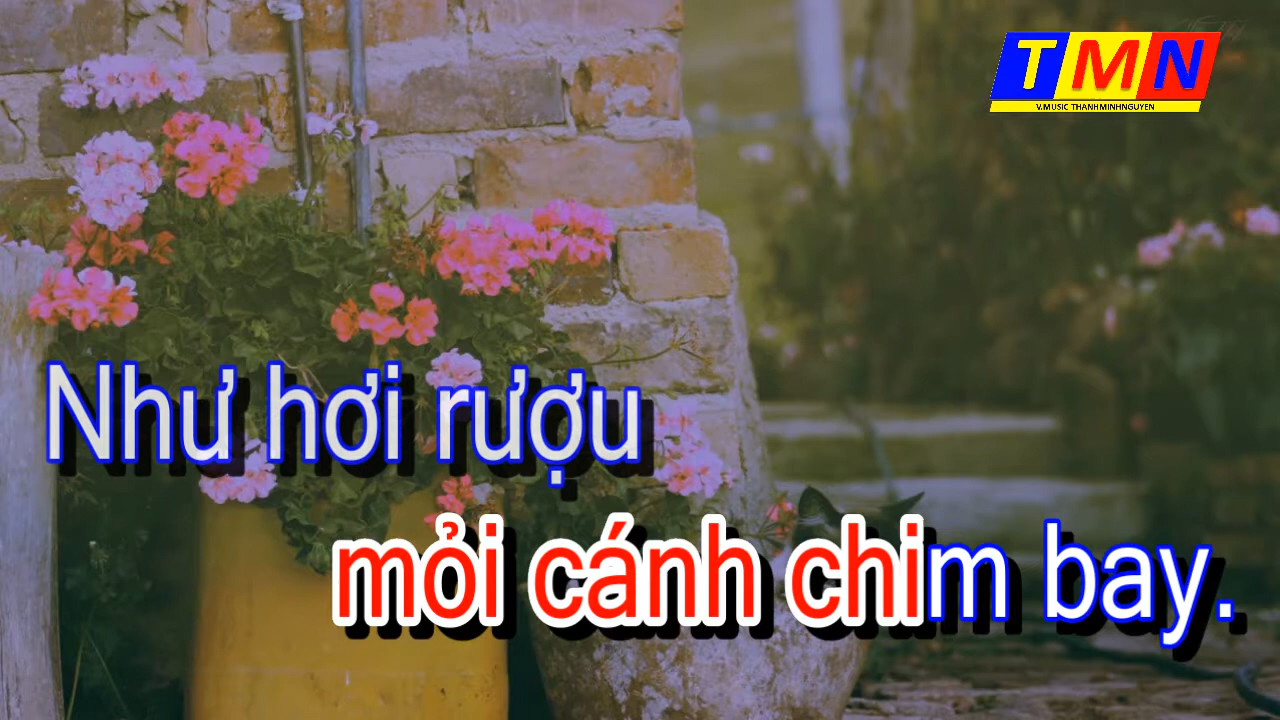 TMN
V.MUSIC THANHMINHNGUYEN
Như hơi rượu
mỏi cánh chim bay.